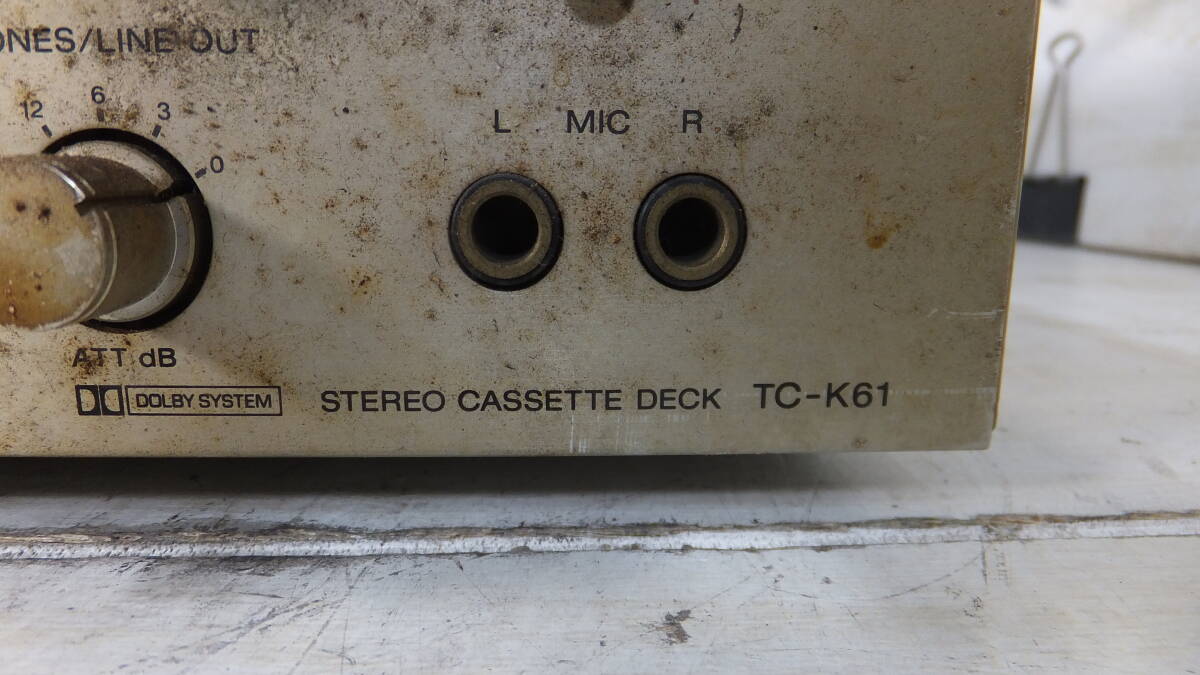 ONES/LINE OUT
12 6 3 0
L MIC R
ATT dB
DOLBY SYSTEM STEREO CASSETTE DECK TC-K61